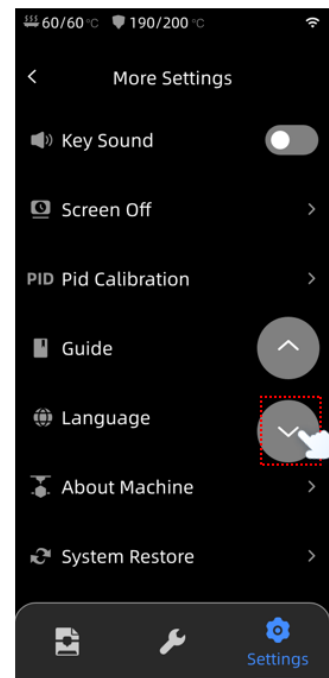 60/60°C 190/200°C
More Settings
Key Sound
Screen Off
PID Pid Calibration
Guide
Language
About Machine
System Restore
Settings